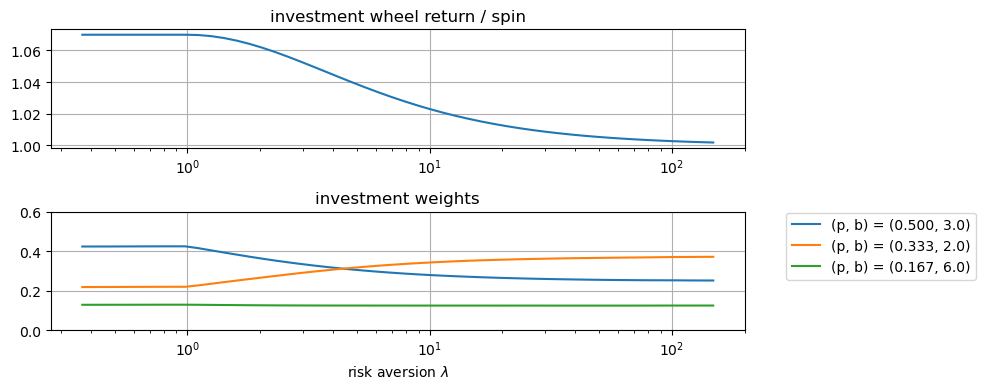 investment wheel return / spin
1.06
1.04
1.02
1.00
10⁰ 10¹ 10²
investment weights
0.6
0.4
0.2
0.0
10⁰ 10¹ 10²
risk aversion λ
(p, b) = (0.500, 3.0)
(p, b) = (0.333, 2.0)
(p, b) = (0.167, 6.0)